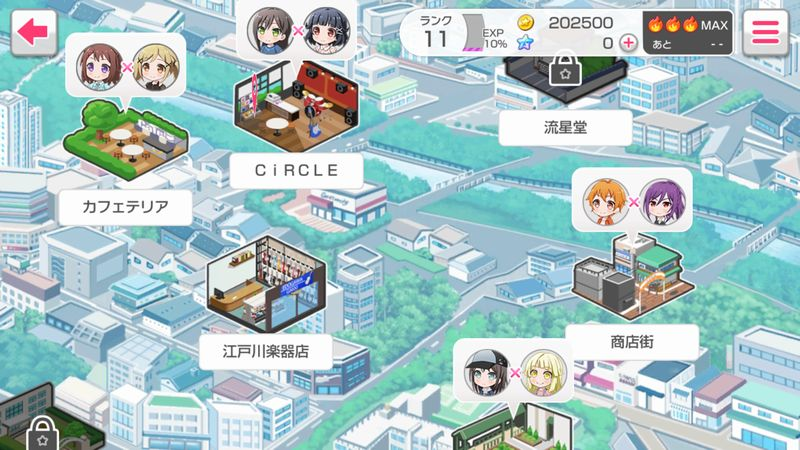 ランク
11
EXP
10%
202500
0
MAX
あと
- -
流星堂
CiRCLE
カフェテリア
商店街
江戸川楽器店